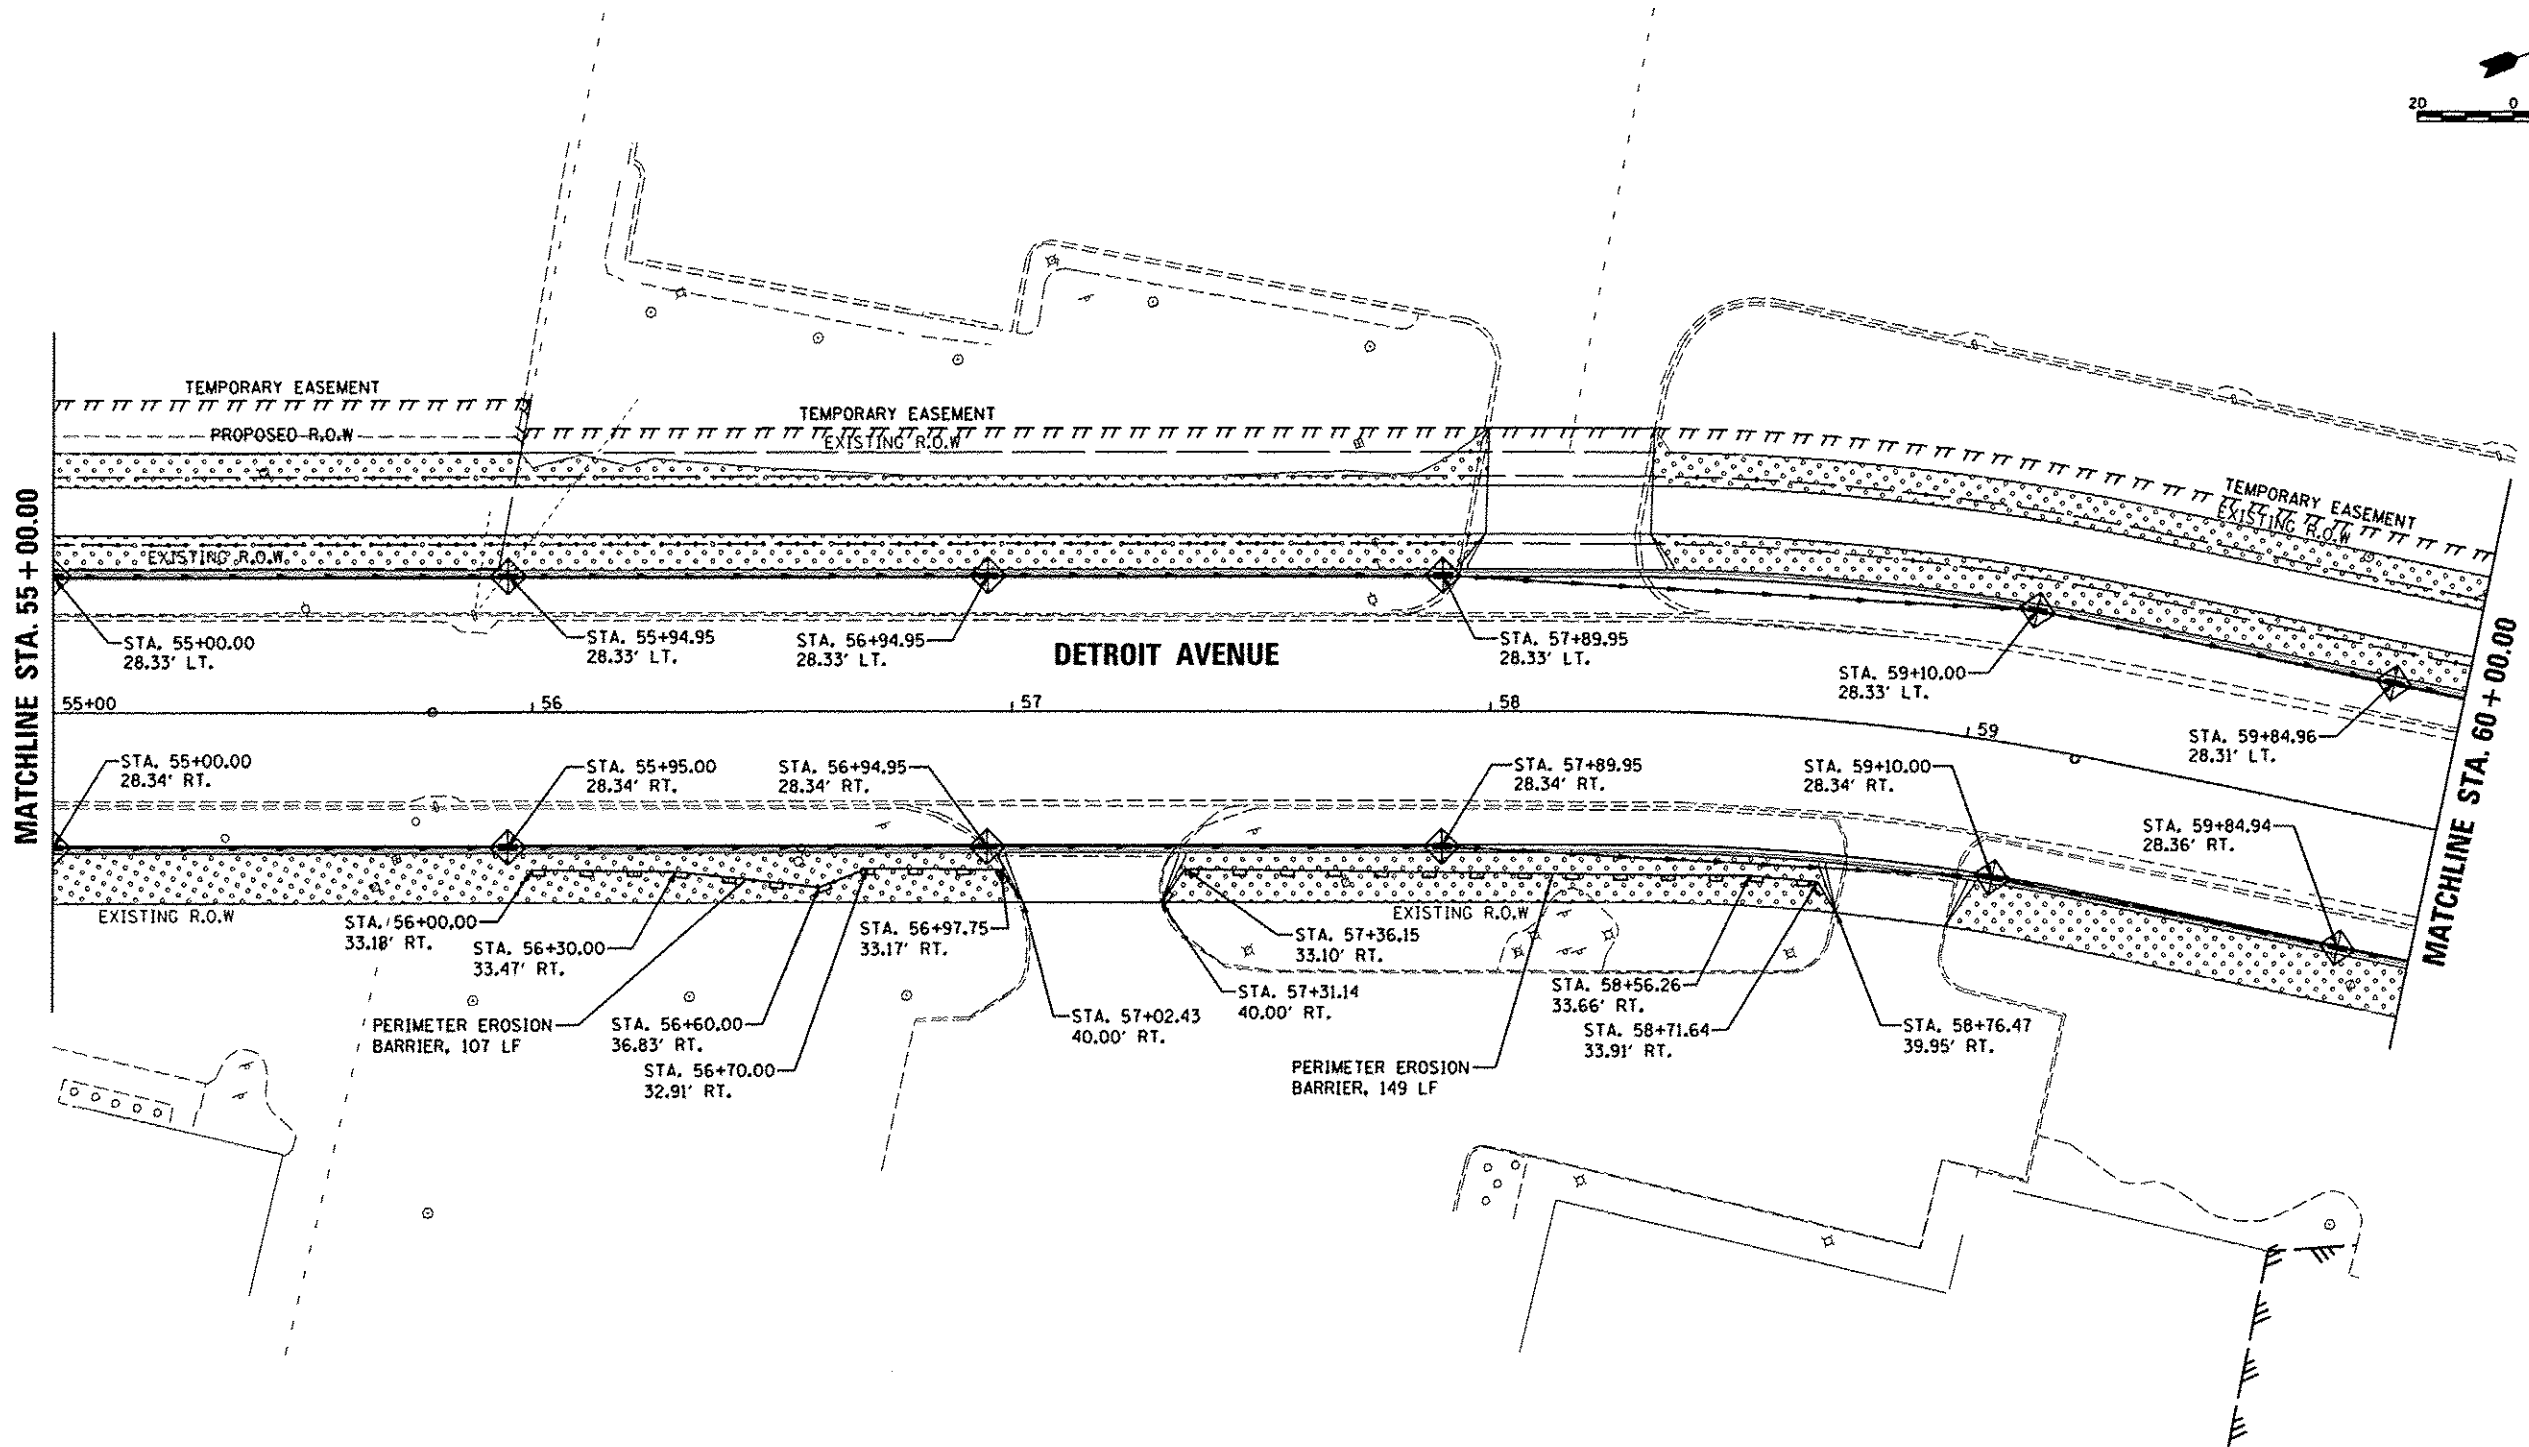 20 0
TEMPORARY EASEMENT
PROPOSED R.O.W
TEMPORARY EASEMENT
EXISTING R.O.W
TEMPORARY EASEMENT
EXISTING R.O.W
EXISTING R.O.W
MATCHLINE STA. 55+00.00
STA. 55+00.00
28.33' LT.
STA. 55+94.95
28.33' LT.
STA. 56+94.95
28.33' LT.
DETROIT AVENUE
STA. 57+89.95
28.33' LT.
STA. 59+10.00
28.33' LT.
STA. 59+84.96
28.31' LT.
MATCHLINE STA. 60+00.00
55+00
56
57
58
59
STA. 55+00.00
28.34' RT.
STA. 55+95.00
28.34' RT.
STA. 56+94.95
28.34' RT.
STA. 57+89.95
28.34' RT.
STA. 59+10.00
28.34' RT.
STA. 59+84.94
28.36' RT.
EXISTING R.O.W
EXISTING R.O.W
STA. 56+00.00
33.18' RT.
STA. 56+30.00
33.47' RT.
STA. 56+97.75
33.17' RT.
STA. 57+36.15
33.10' RT.
STA. 57+31.14
40.00' RT.
STA. 58+56.26
33.66' RT.
PERIMETER EROSION
BARRIER, 107 LF
STA. 56+60.00
36.83' RT.
STA. 57+02.43
40.00' RT.
STA. 58+71.64
33.91' RT.
STA. 58+76.47
39.95' RT.
STA. 56+70.00
32.91' RT.
PERIMETER EROSION
BARRIER, 149 LF